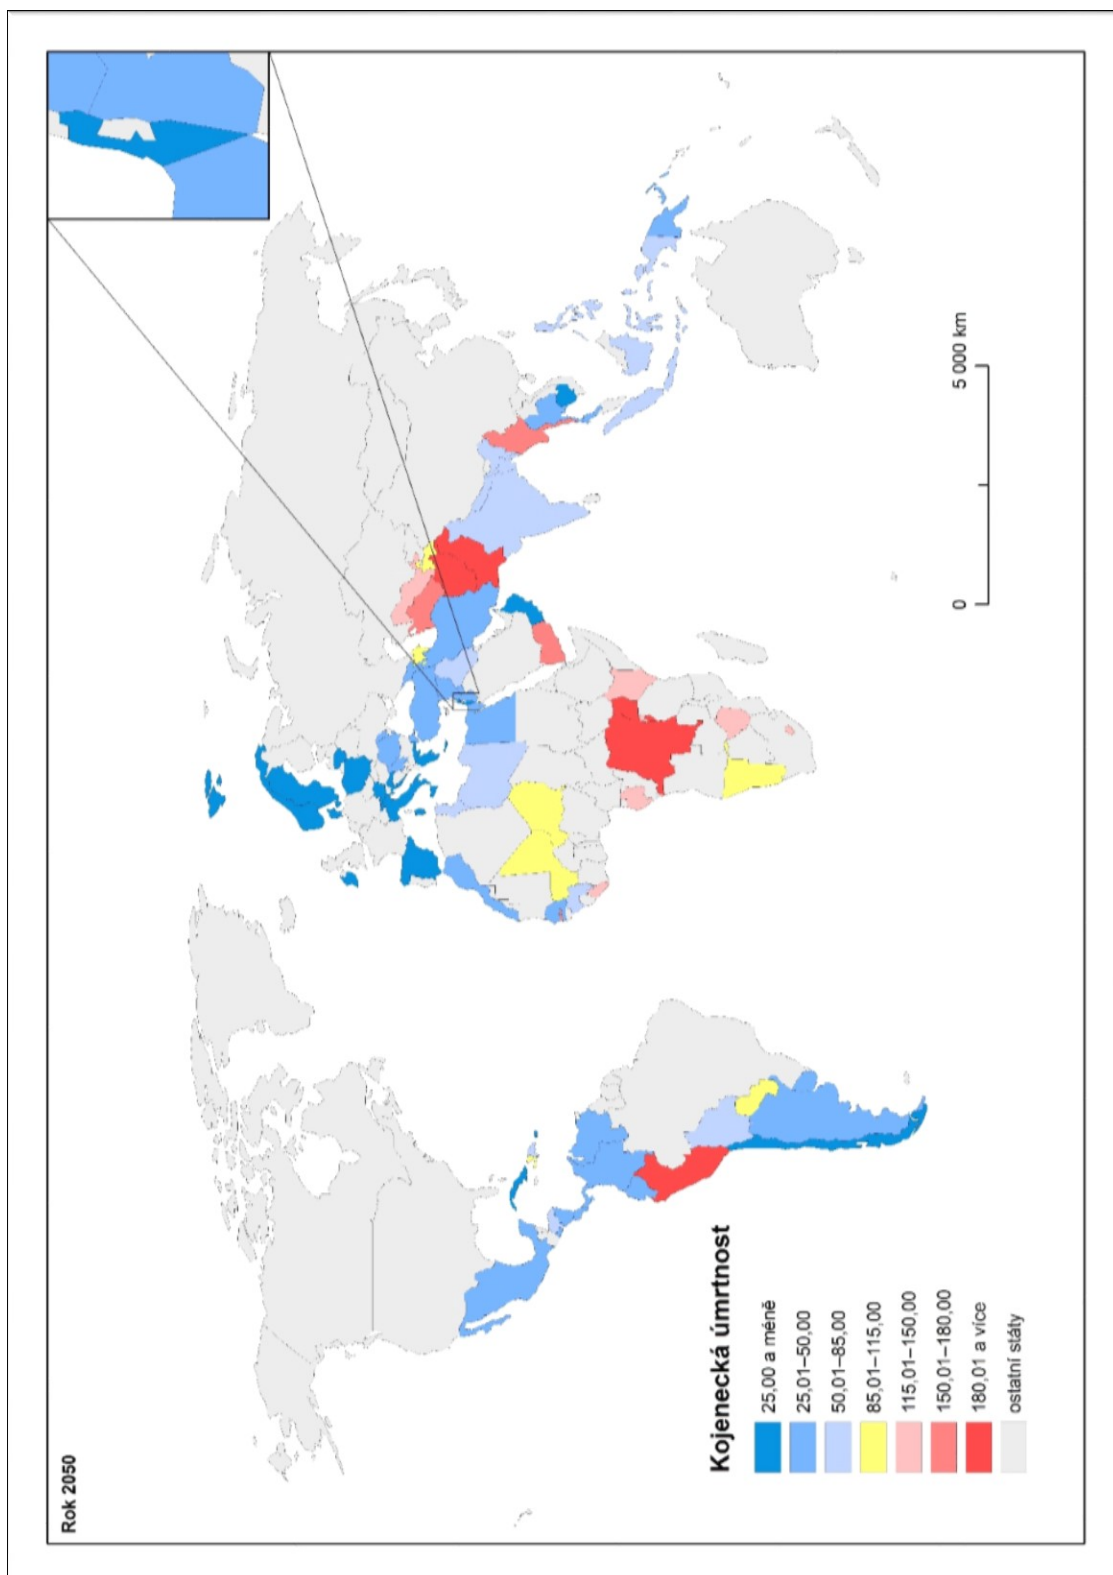 Rok 2050
Kojenecká úmrtnost
25,00 a méně
25,01–50,00
50,01–85,00
85,01–115,00
115,01–150,00
150,01–180,00
180,01 a více
ostatní státy
0
5 000 km